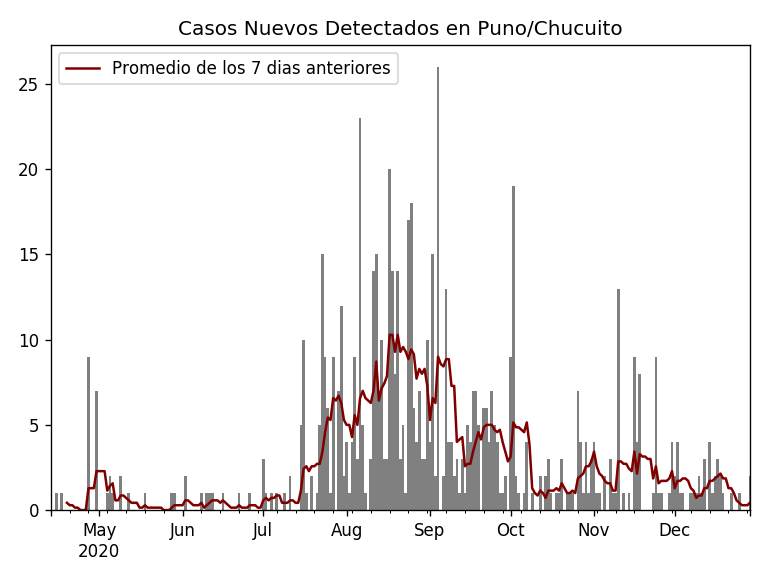 Casos Nuevos Detectados en Puno/Chucuito
Promedio de los 7 dias anteriores
25
20
15
10
5
0
May Jun Jul Aug Sep Oct Nov Dec
2020